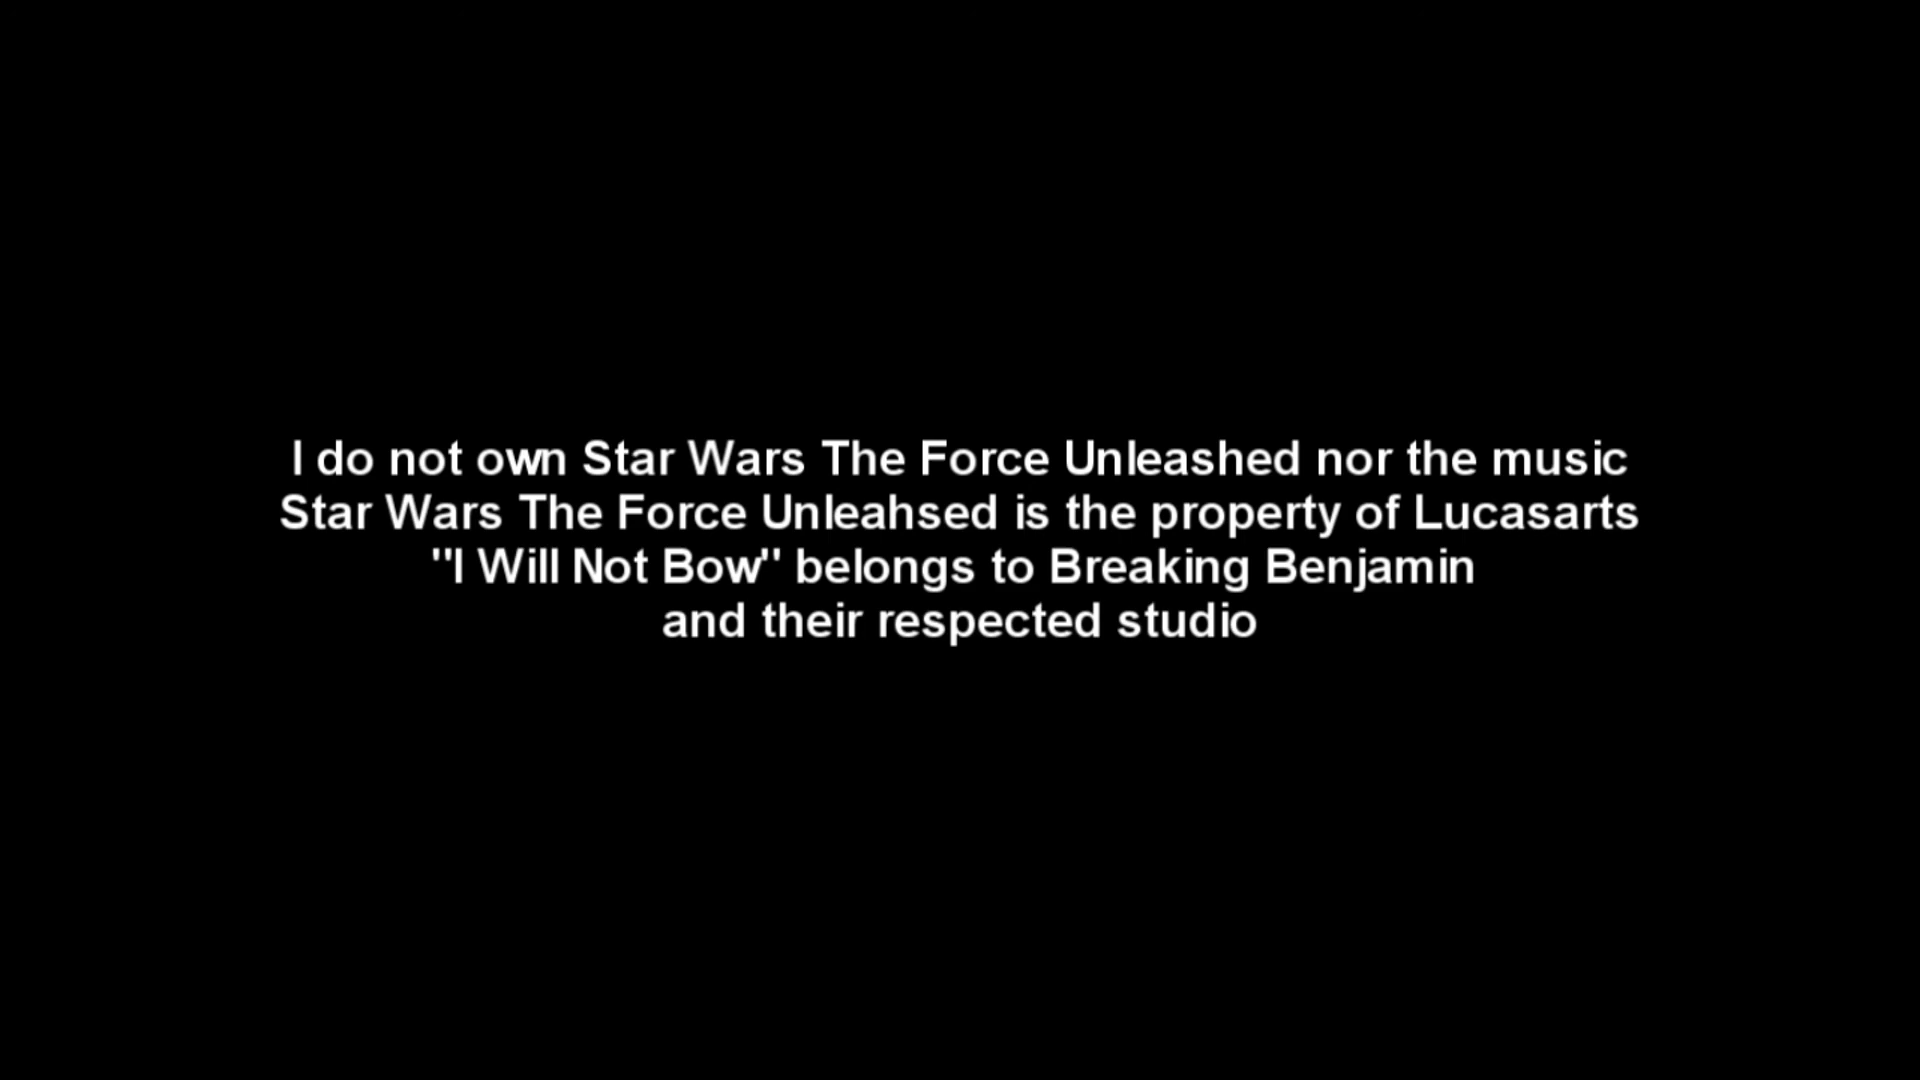 I do not own Star Wars The Force Unleashed nor the music
Star Wars The Force Unleahsed is the property of Lucasarts
"I Will Not Bow" belongs to Breaking Benjamin
and their respected studio